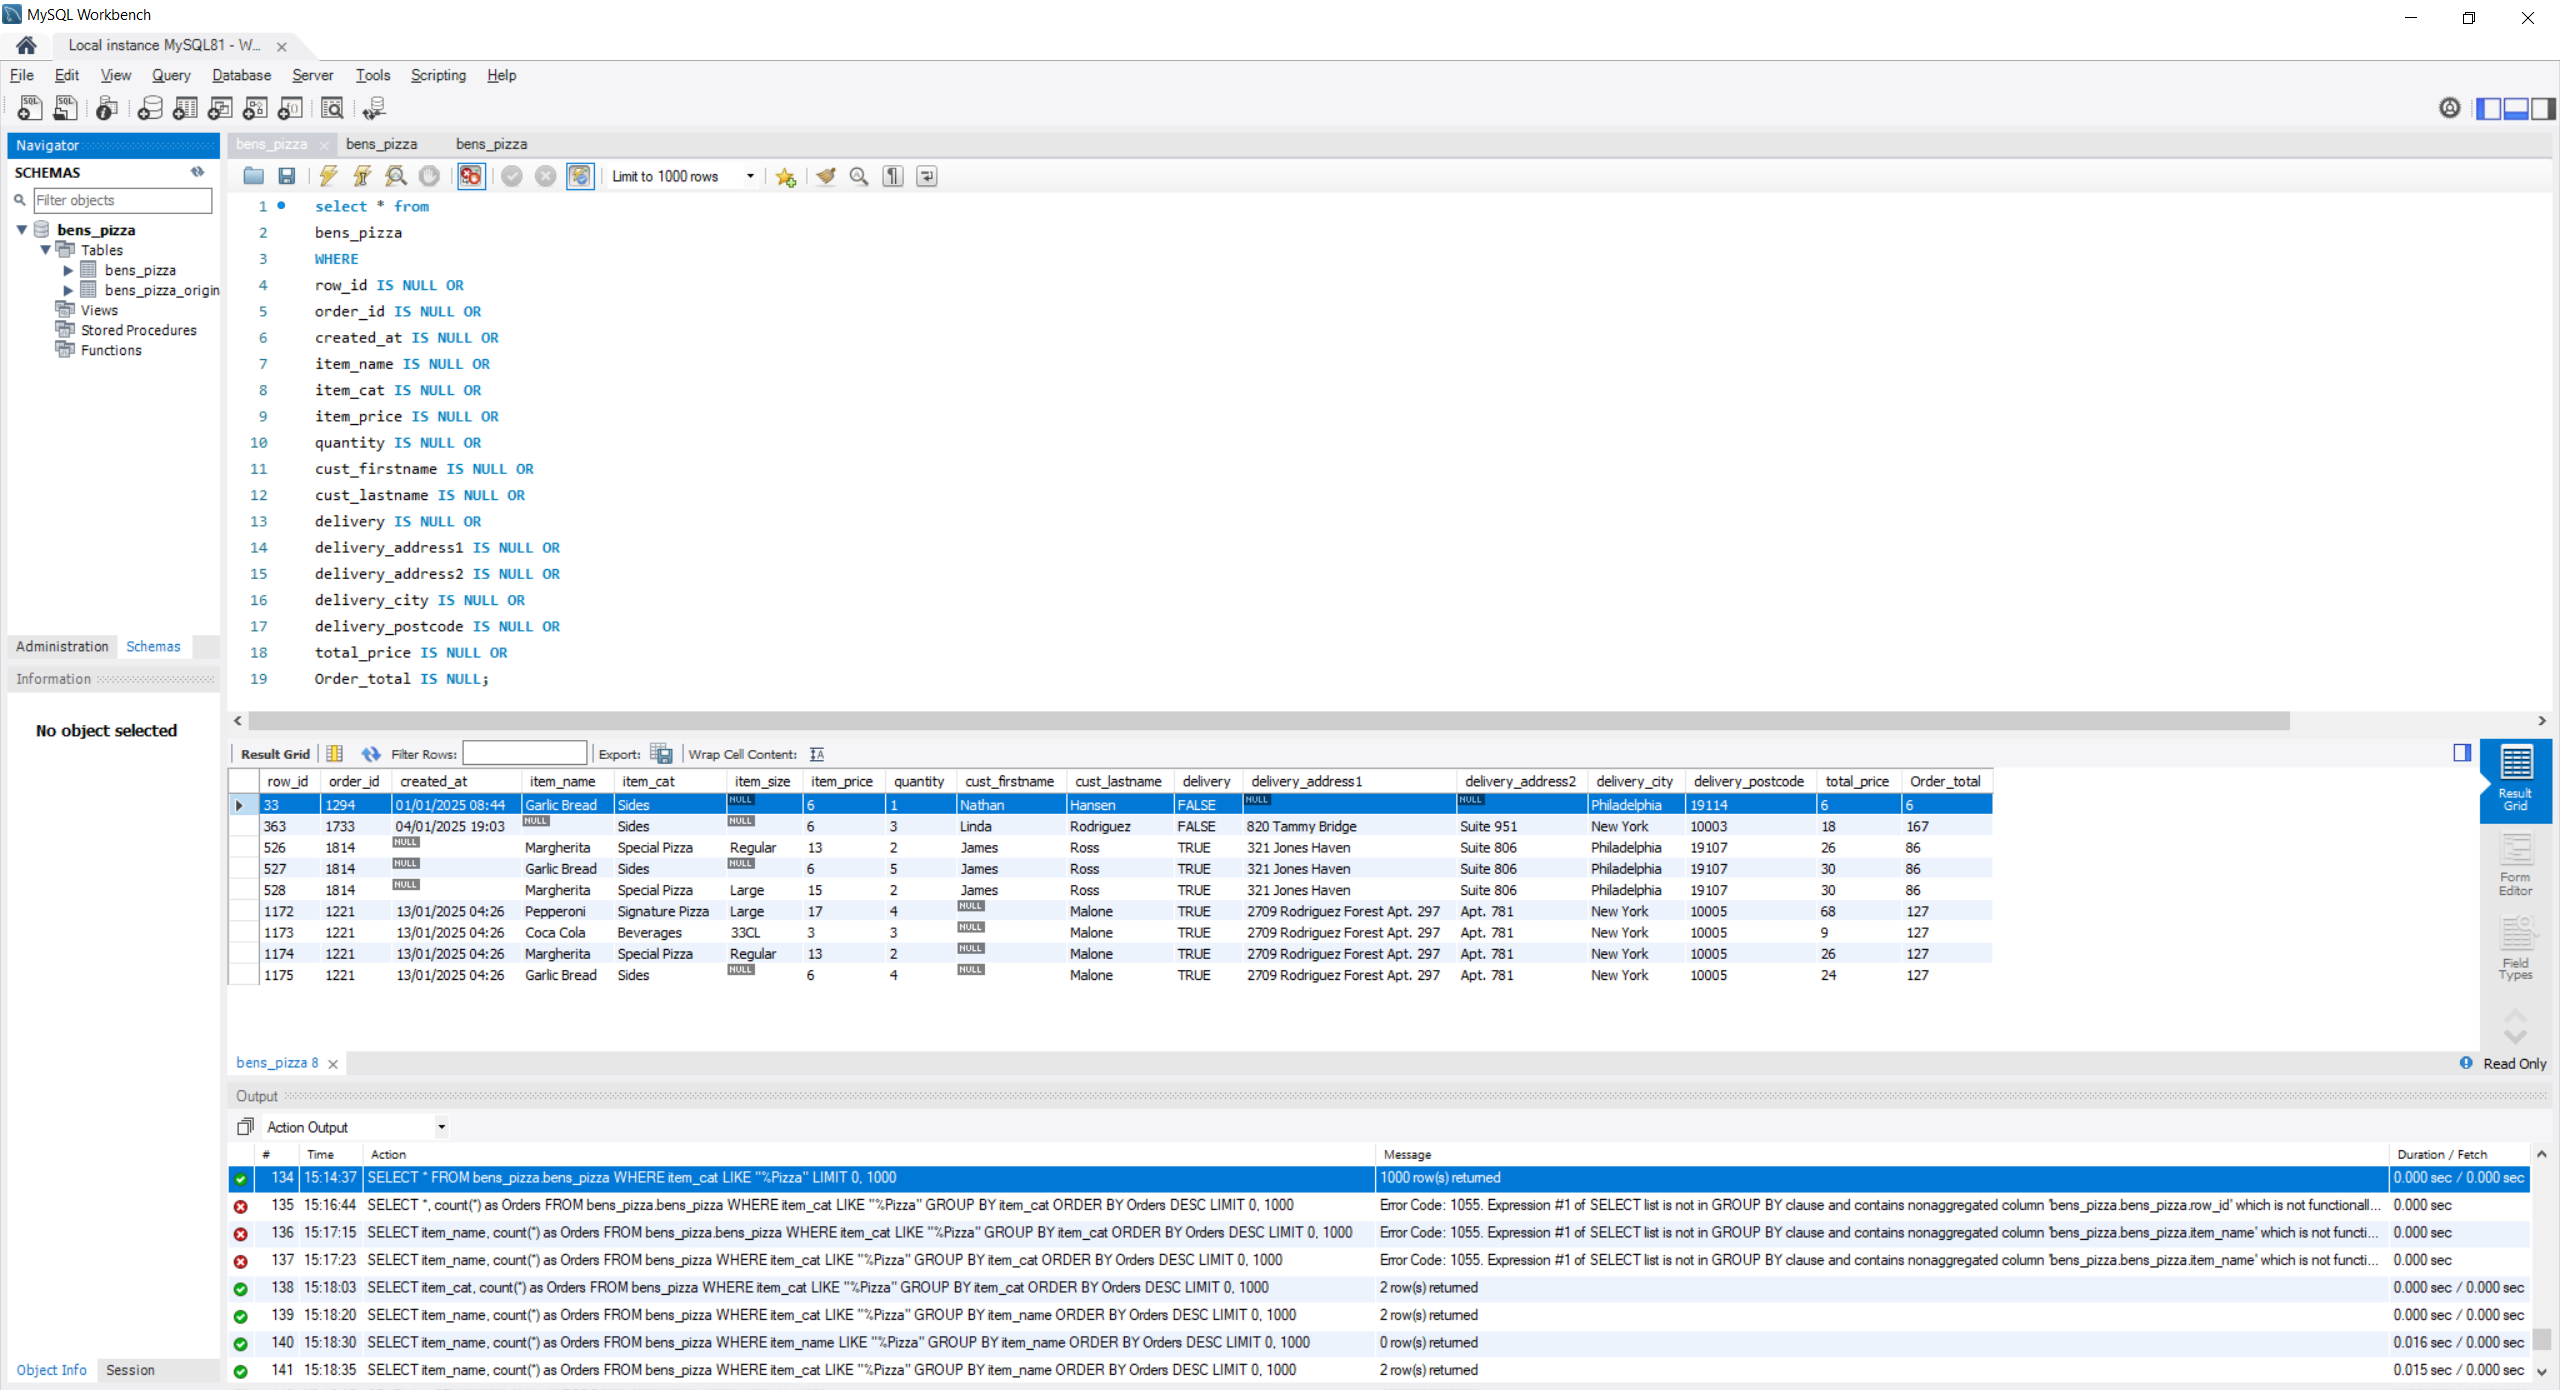 MySQL Workbench
Local instance MySQL81 - W...
File Edit View Query Database Server Tools Scripting Help
Navigator
SCHEMAS
Filter objects
bens_pizza
Tables
bens_pizza
bens_pizza_origin
Views
Stored Procedures
Functions
Administration Schemas
Information
No object selected
Object Info Session
bens_pizza bens_pizza bens_pizza
Limit to 1000 rows
1 select * from
2 bens_pizza
3 WHERE
4 row_id IS NULL OR
5 order_id IS NULL OR
6 created_at IS NULL OR
7 item_name IS NULL OR
8 item_cat IS NULL OR
9 item_price IS NULL OR
10 quantity IS NULL OR
11 cust_firstname IS NULL OR
12 cust_lastname IS NULL OR
13 delivery IS NULL OR
14 delivery_address1 IS NULL OR
15 delivery_address2 IS NULL OR
16 delivery_city IS NULL OR
17 delivery_postcode IS NULL OR
18 total_price IS NULL OR
19 Order_total IS NULL;
Result Grid Filter Rows: Export: Wrap Cell Content:
row_id order_id created_at item_name item_cat item_size item_price quantity cust_firstname cust_lastname delivery delivery_address1 delivery_address2 delivery_city delivery_postcode total_price Order_total
33 1294 01/01/2025 08:44 Garlic Bread Sides NULL 6 1 Nathan Hansen FALSE NULL NULL Philadelphia 19114 6 6
363 1733 04/01/2025 19:03 NULL Sides NULL 6 3 Linda Rodriguez FALSE 820 Tammy Bridge Suite 951 New York 10003 18 167
526 1814 NULL Margherita Special Pizza Regular 13 2 James Ross TRUE 321 Jones Haven Suite 806 Philadelphia 19107 26 86
527 1814 NULL Garlic Bread Sides NULL 6 5 James Ross TRUE 321 Jones Haven Suite 806 Philadelphia 19107 30 86
528 1814 NULL Margherita Special Pizza Large 15 2 James Ross TRUE 321 Jones Haven Suite 806 Philadelphia 19107 30 86
1172 1221 13/01/2025 04:26 Pepperoni Signature Pizza Large 17 4 NULL Malone TRUE 2709 Rodriguez Forest Apt. 297 Apt. 781 New York 10005 68 127
1173 1221 13/01/2025 04:26 Coca Cola Beverages 33CL 3 3 NULL Malone TRUE 2709 Rodriguez Forest Apt. 297 Apt. 781 New York 10005 9 127
1174 1221 13/01/2025 04:26 Margherita Special Pizza Regular 13 2 NULL Malone TRUE 2709 Rodriguez Forest Apt. 297 Apt. 781 New York 10005 26 127
1175 1221 13/01/2025 04:26 Garlic Bread Sides NULL 6 4 NULL Malone TRUE 2709 Rodriguez Forest Apt. 297 Apt. 781 New York 10005 24 127
Result
Grid
Form
Editor
Field
Types
bens_pizza 8
Read Only
Output
Action Output
# Time Action Message Duration / Fetch
134 15:14:37 SELECT * FROM bens_pizza.bens_pizza WHERE item_cat LIKE "%Pizza" LIMIT 0, 1000 1000 row(s) returned 0.000 sec / 0.000 sec
135 15:16:44 SELECT *, count(*) as Orders FROM bens_pizza.bens_pizza WHERE item_cat LIKE "%Pizza" GROUP BY item_cat ORDER BY Orders DESC LIMIT 0, 1000 Error Code: 1055. Expression #1 of SELECT list is not in GROUP BY clause and contains nonaggregated column 'bens_pizza.bens_pizza.row_id' which is not functionall... 0.000 sec
136 15:17:15 SELECT item_name, count(*) as Orders FROM bens_pizza.bens_pizza WHERE item_cat LIKE "%Pizza" GROUP BY item_cat ORDER BY Orders DESC LIMIT 0, 1000 Error Code: 1055. Expression #1 of SELECT list is not in GROUP BY clause and contains nonaggregated column 'bens_pizza.bens_pizza.item_name' which is not functi... 0.000 sec
137 15:17:23 SELECT item_name, count(*) as Orders FROM bens_pizza WHERE item_cat LIKE "%Pizza" GROUP BY item_cat ORDER BY Orders DESC LIMIT 0, 1000 Error Code: 1055. Expression #1 of SELECT list is not in GROUP BY clause and contains nonaggregated column 'bens_pizza.bens_pizza.item_name' which is not functi... 0.000 sec
138 15:18:03 SELECT item_cat, count(*) as Orders FROM bens_pizza WHERE item_cat LIKE "%Pizza" GROUP BY item_cat ORDER BY Orders DESC LIMIT 0, 1000 2 row(s) returned 0.000 sec / 0.000 sec
139 15:18:20 SELECT item_name, count(*) as Orders FROM bens_pizza WHERE item_cat LIKE "%Pizza" GROUP BY item_name ORDER BY Orders DESC LIMIT 0, 1000 2 row(s) returned 0.000 sec / 0.000 sec
140 15:18:30 SELECT item_name, count(*) as Orders FROM bens_pizza WHERE item_name LIKE "%Pizza" GROUP BY item_name ORDER BY Orders DESC LIMIT 0, 1000 0 row(s) returned 0.016 sec / 0.000 sec
141 15:18:35 SELECT item_name, count(*) as Orders FROM bens_pizza WHERE item_cat LIKE "%Pizza" GROUP BY item_name ORDER BY Orders DESC LIMIT 0, 1000 2 row(s) returned 0.015 sec / 0.000 sec